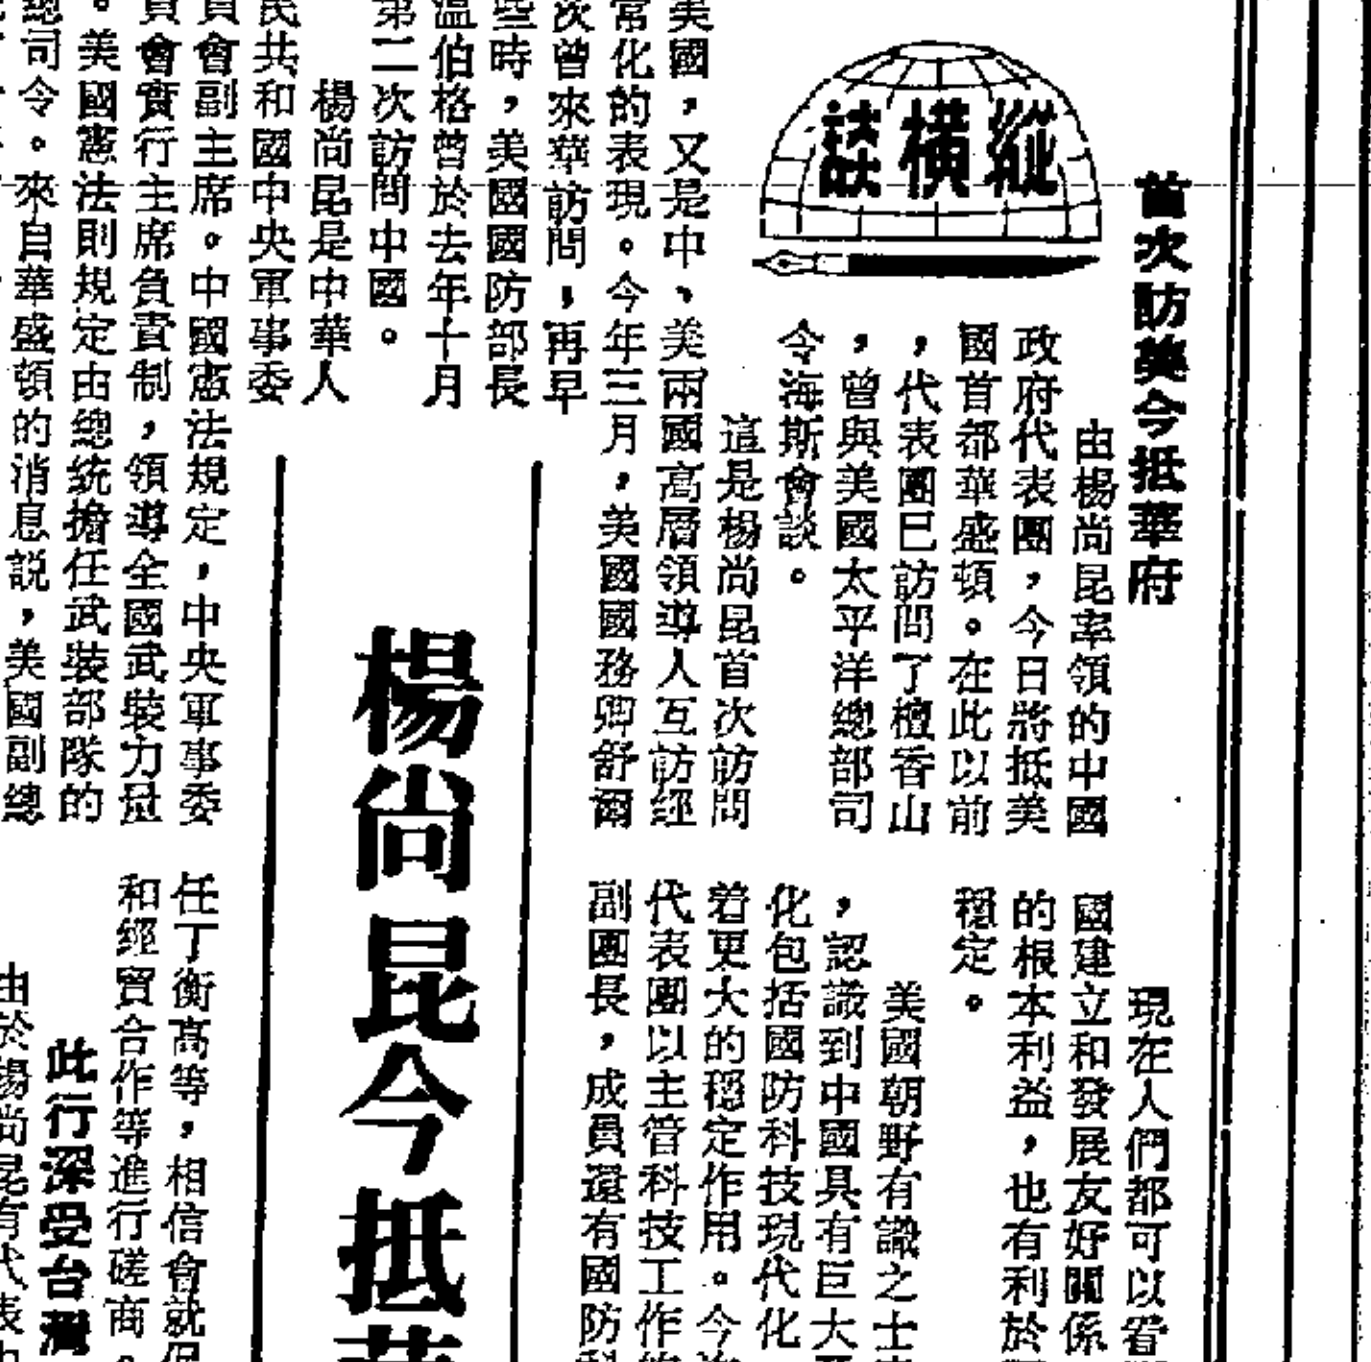 首次訪美今抵華府
縱橫談
由楊尚昆率領的中國
政府代表團，今日將抵美
國首都華盛頓。在此以前
，代表團已訪問了檀香山
，曾與美國太平洋總部司
令海斯會談。
這是楊尚昆首次訪問
美國，又是中、美兩國高層領導人互訪經
常化的表現。今年三月，美國國務卿舒爾
次曾來華訪問，再早
些時，美國國防部長
溫伯格曾於去年十月
第二次訪問中國。
楊尚昆是中華人
民共和國中央軍事委
員會副主席。中國憲法規定，中央軍事委
員會實行主席負責制，領導全國武裝力量
。美國憲法則規定由總統擔任武裝部隊的
總司令。來自華盛頓的消息説，美國副總
楊尚昆今抵
現在人們都可以看
國建立和發展友好關係
的根本利益，也有利於
穩定。
美國朝野有識之士
，認識到中國具有巨大
化包括國防科技現代化
着更大的穩定作用。今
代表團以主管科技工作
副團長，成員還有國防科
任丁衡高等，相信會就
和經貿合作等進行磋商。
此行深受台灣
由於楊尚昆有代表